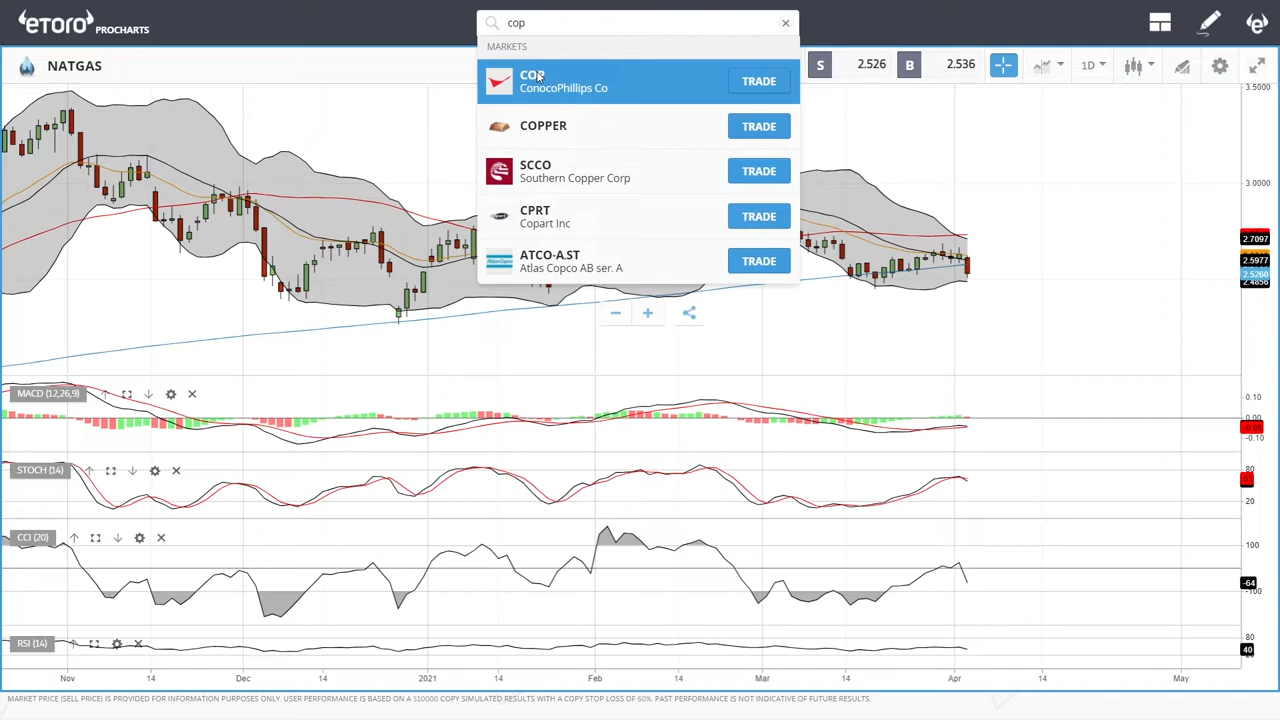 etoro PROCHARTS
cop
MARKETS
NATGAS
S 2.526 B 2.536
1D
COP
ConocoPhillips Co
TRADE
COPPER
TRADE
SCCO
Southern Copper Corp
TRADE
CPRT
Copart Inc
TRADE
ATCO-A.ST
Atlas Copco AB ser. A
TRADE
3.5000
3.0000
2.7097
2.5977
2.5260
2.4856
MACD (12,26,9)
0.10
0.00
-0.05
-0.10
STOCH (14)
80
20
CCI (20)
100
-64
-100
RSI (14)
80
40
Nov 14 Dec 14 2021 14 Feb 14 Mar 14 Apr 14 May
MARKET PRICE (SELL PRICE) IS PROVIDED FOR INFORMATION PURPOSES ONLY. USER PERFORMANCE IS BASED ON A $10000 COPY SIMULATED RESULTS WITH A COPY STOP LOSS OF 60%. PAST PERFORMANCE IS NOT INDICATIVE OF FUTURE RESULTS.